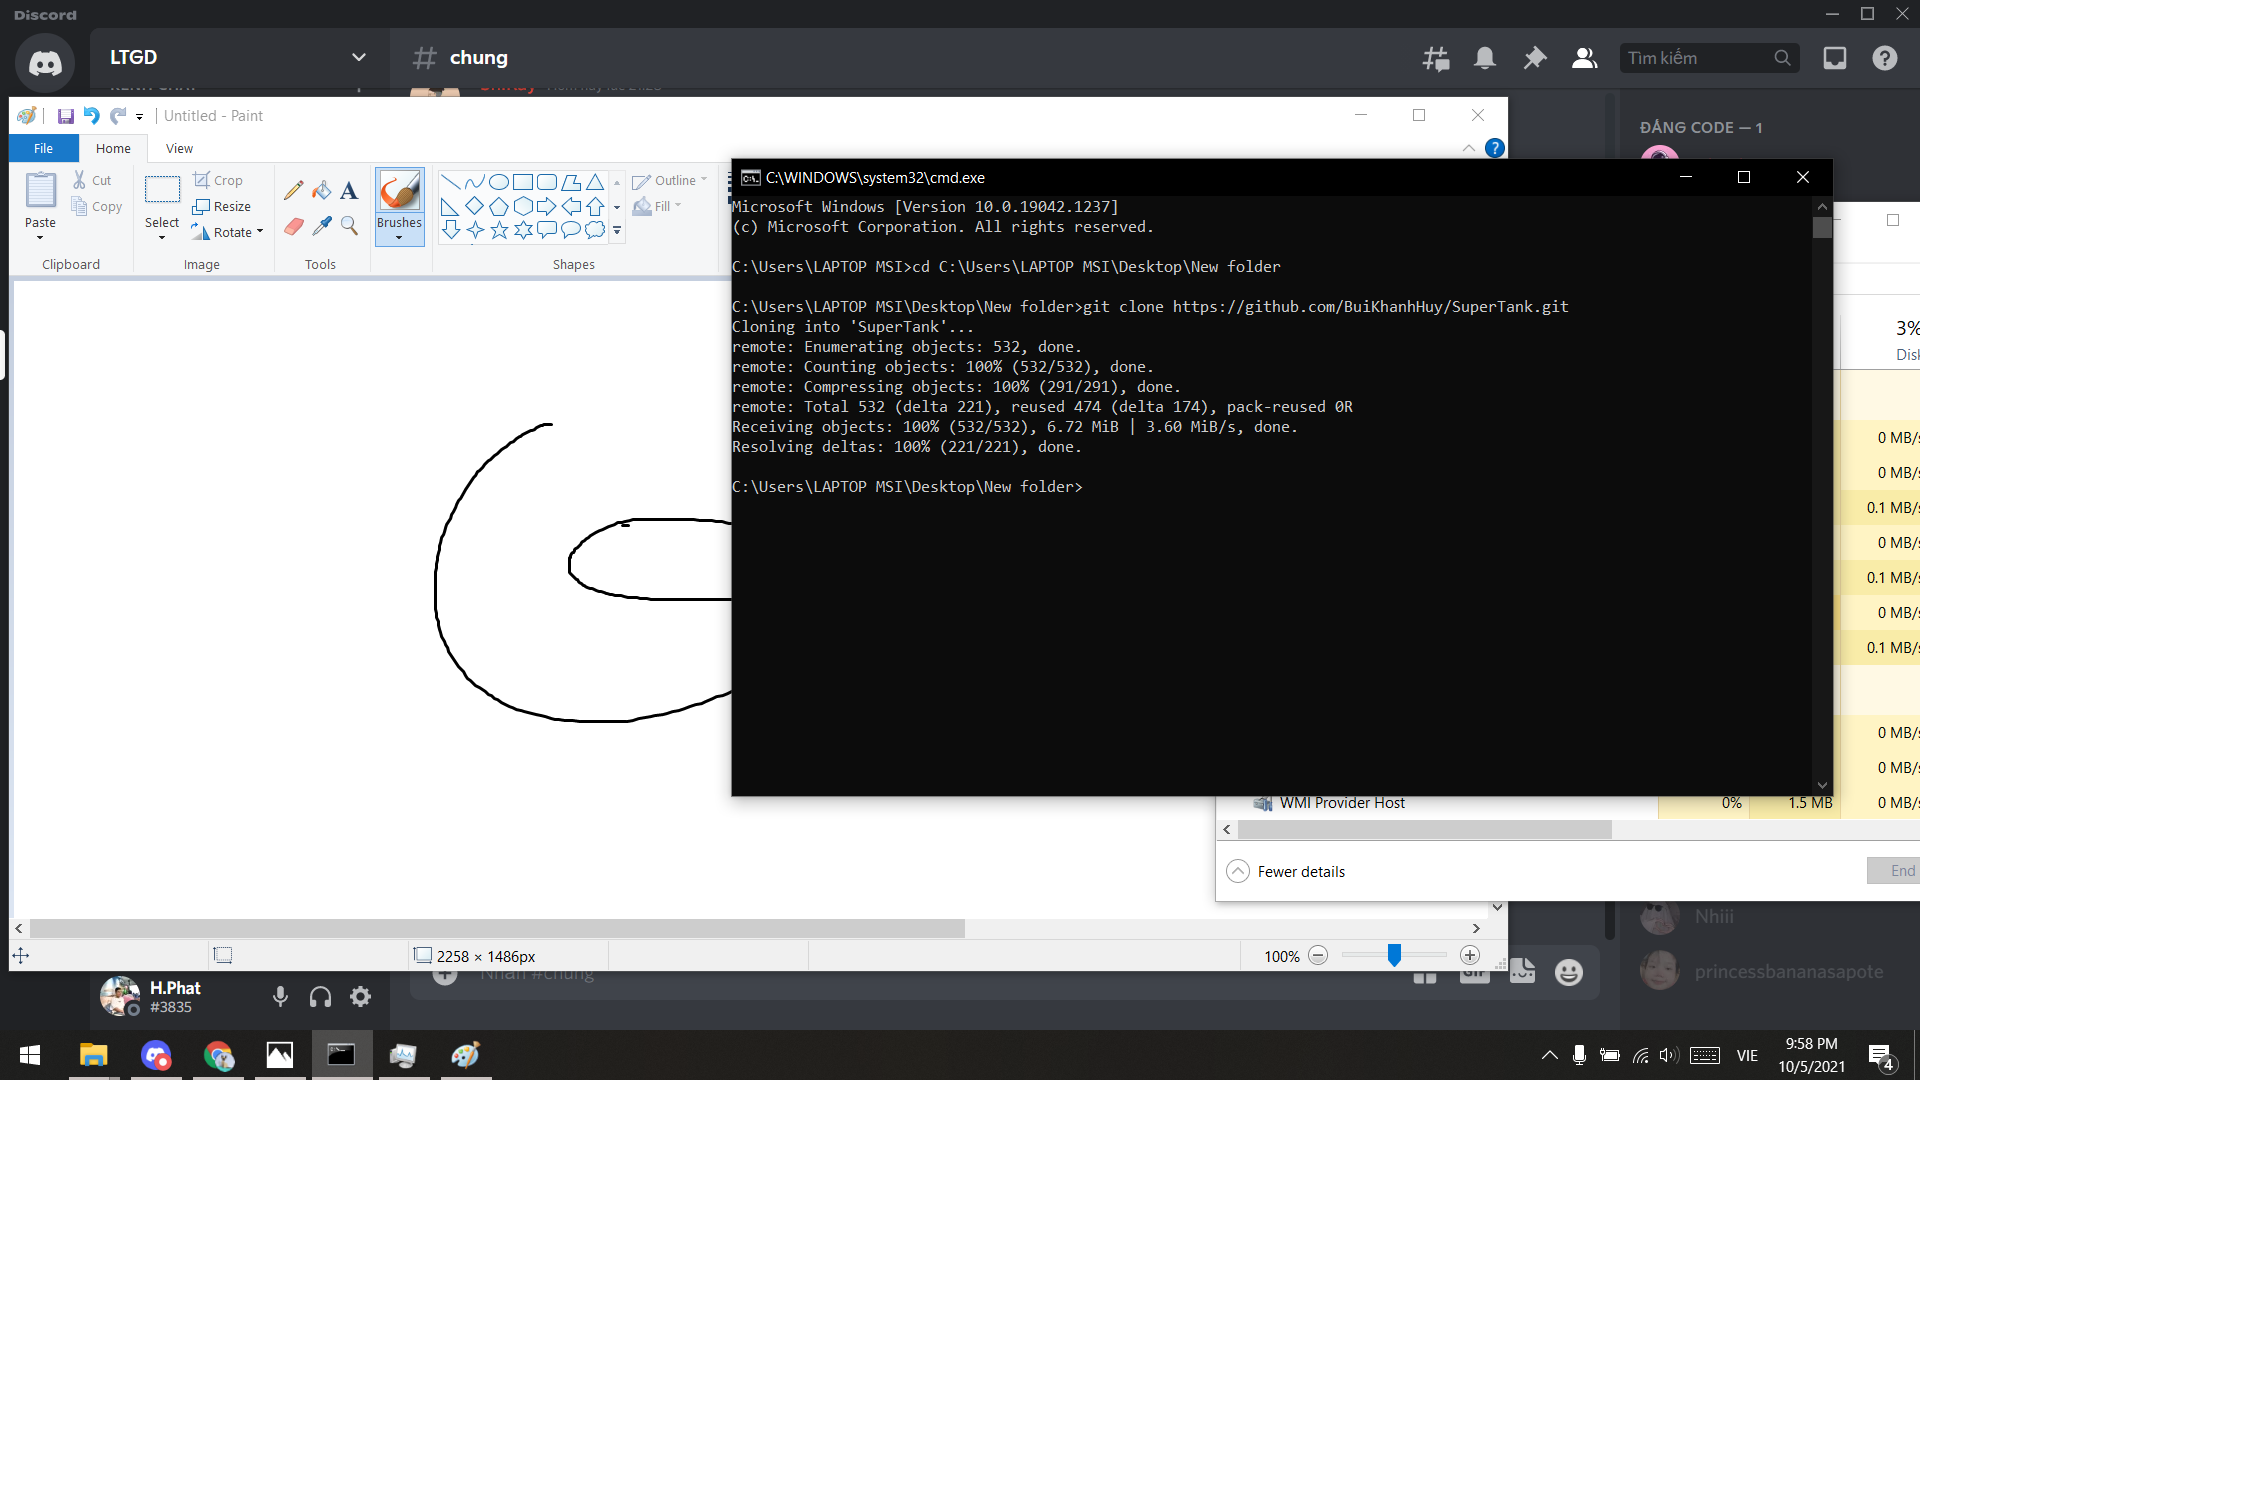 Discord
LTGD
chung
Tìm kiếm
ĐẮNG CODE — 1
Untitled - Paint
File
Home
View
Cut
Copy
Paste
Clipboard
Select
Crop
Resize
Rotate
Image
Tools
Brushes
Shapes
Outline
Fill
C:\WINDOWS\system32\cmd.exe
Microsoft Windows [Version 10.0.19042.1237]
(c) Microsoft Corporation. All rights reserved.
C:\Users\LAPTOP MSI>cd C:\Users\LAPTOP MSI\Desktop\New folder
C:\Users\LAPTOP MSI\Desktop\New folder>git clone https://github.com/BuiKhanhHuy/SuperTank.git
Cloning into 'SuperTank'...
remote: Enumerating objects: 532, done.
remote: Counting objects: 100% (532/532), done.
remote: Compressing objects: 100% (291/291), done.
remote: Total 532 (delta 221), reused 474 (delta 174), pack-reused 0R
Receiving objects: 100% (532/532), 6.72 MiB | 3.60 MiB/s, done.
Resolving deltas: 100% (221/221), done.
C:\Users\LAPTOP MSI\Desktop\New folder>
3%
Disk
0 MB/s
0 MB/s
0.1 MB/s
0 MB/s
0.1 MB/s
0 MB/s
0.1 MB/s
0 MB/s
0 MB/s
WMI Provider Host 0% 1.5 MB 0 MB/s
Fewer details
End
2258 × 1486px
100%
Nhắn #chung
GIF
Nhiii
princessbananasapote
H.Phat
#3835
VIE
9:58 PM
10/5/2021
4